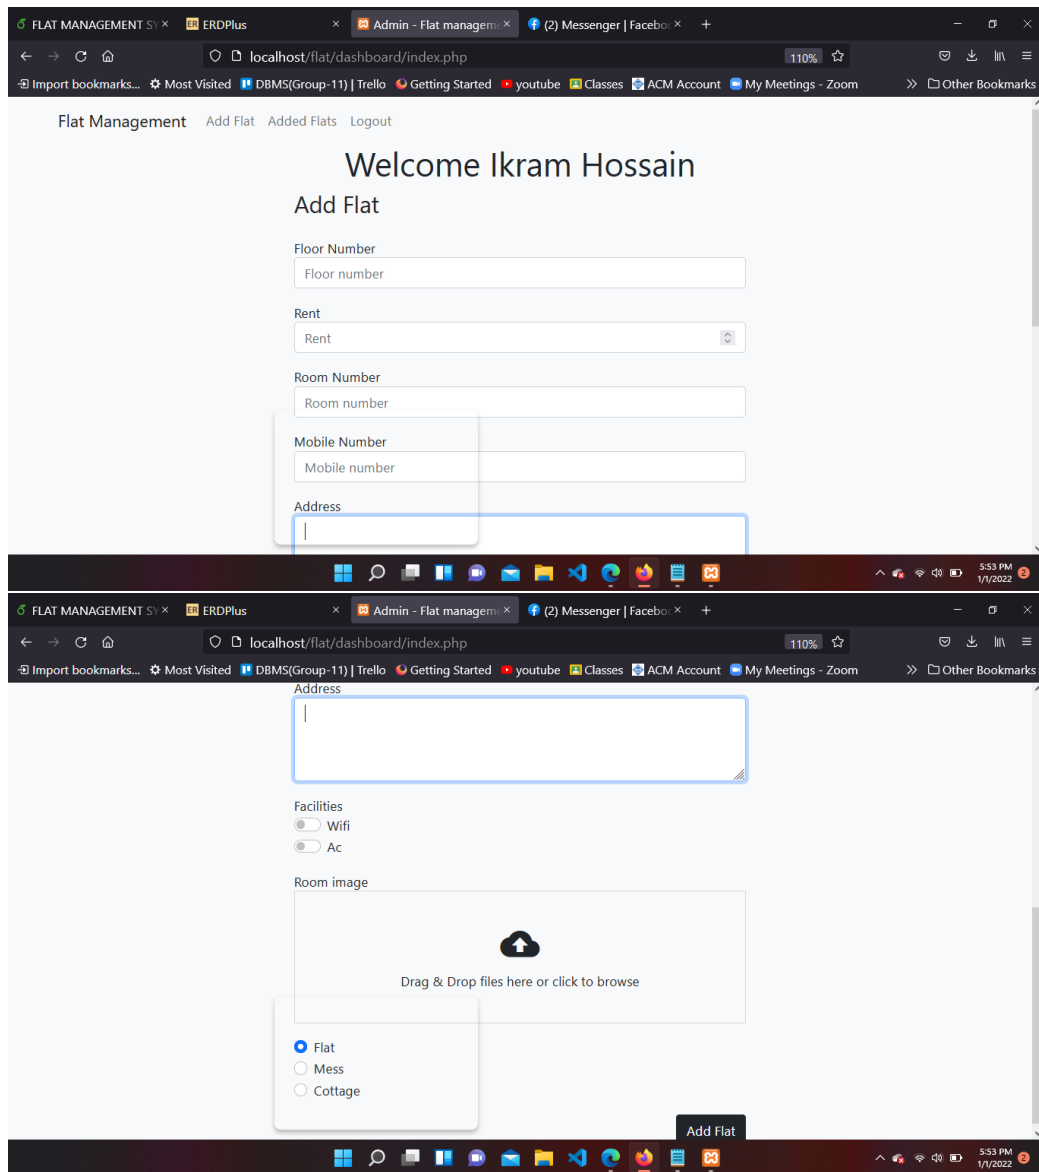 FLAT MANAGEMENT SY
ERDPlus
Admin - Flat manageme
(2) Messenger | Faceboo
localhost/flat/dashboard/index.php
110%
Import bookmarks... Most Visited DBMS(Group-11) | Trello Getting Started youtube Classes ACM Account My Meetings - Zoom Other Bookmarks
Flat Management Add Flat Added Flats Logout
Welcome Ikram Hossain
Add Flat
Floor Number
Floor number
Rent
Rent
Room Number
Room number
Mobile Number
Mobile number
Address
5:53 PM
1/1/2022
2
FLAT MANAGEMENT SY
ER ERDPlus
Admin - Flat manageme
(2) Messenger | Faceboo
localhost/flat/dashboard/index.php
110%
Import bookmarks... Most Visited DBMS(Group-11) | Trello Getting Started youtube Classes ACM Account My Meetings - Zoom Other Bookmarks
Address
Facilities
Wifi
Ac
Room image
Drag & Drop files here or click to browse
Flat
Mess
Cottage
Add Flat
5:53 PM
1/1/2022
2